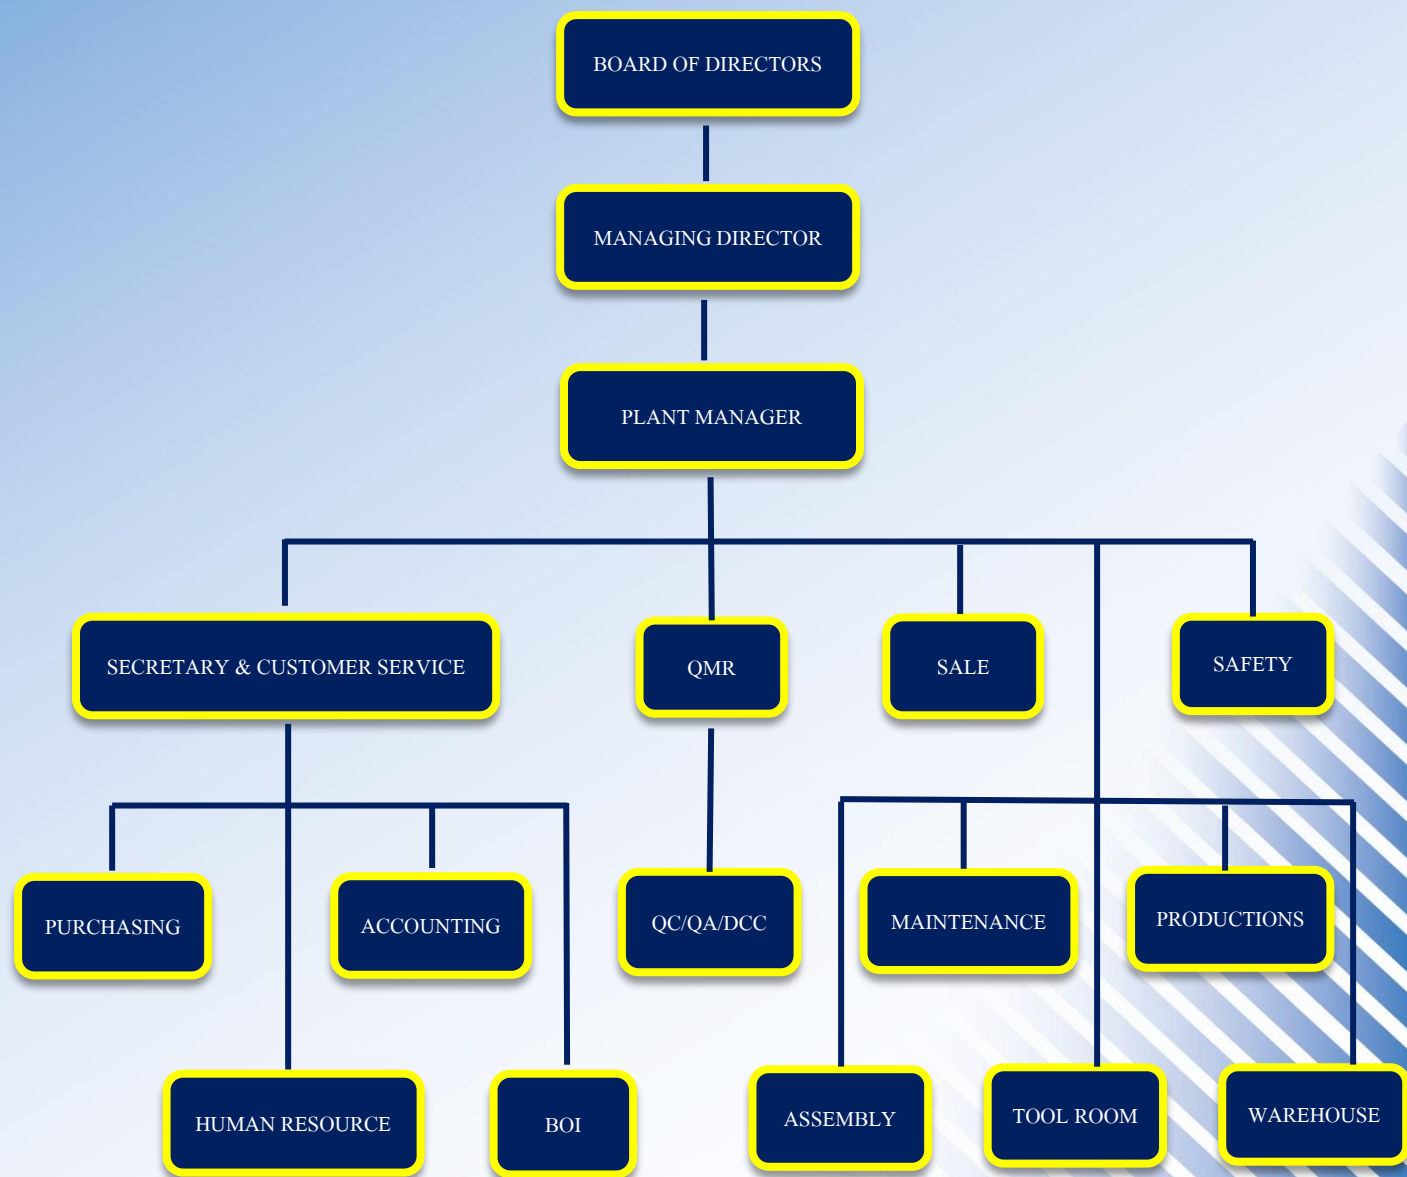 BOARD OF DIRECTORS
MANAGING DIRECTOR
PLANT MANAGER
SECRETARY & CUSTOMER SERVICE
QMR
SALE
SAFETY
PURCHASING
ACCOUNTING
QC/QA/DCC
MAINTENANCE
PRODUCTIONS
HUMAN RESOURCE
BOI
ASSEMBLY
TOOL ROOM
WAREHOUSE